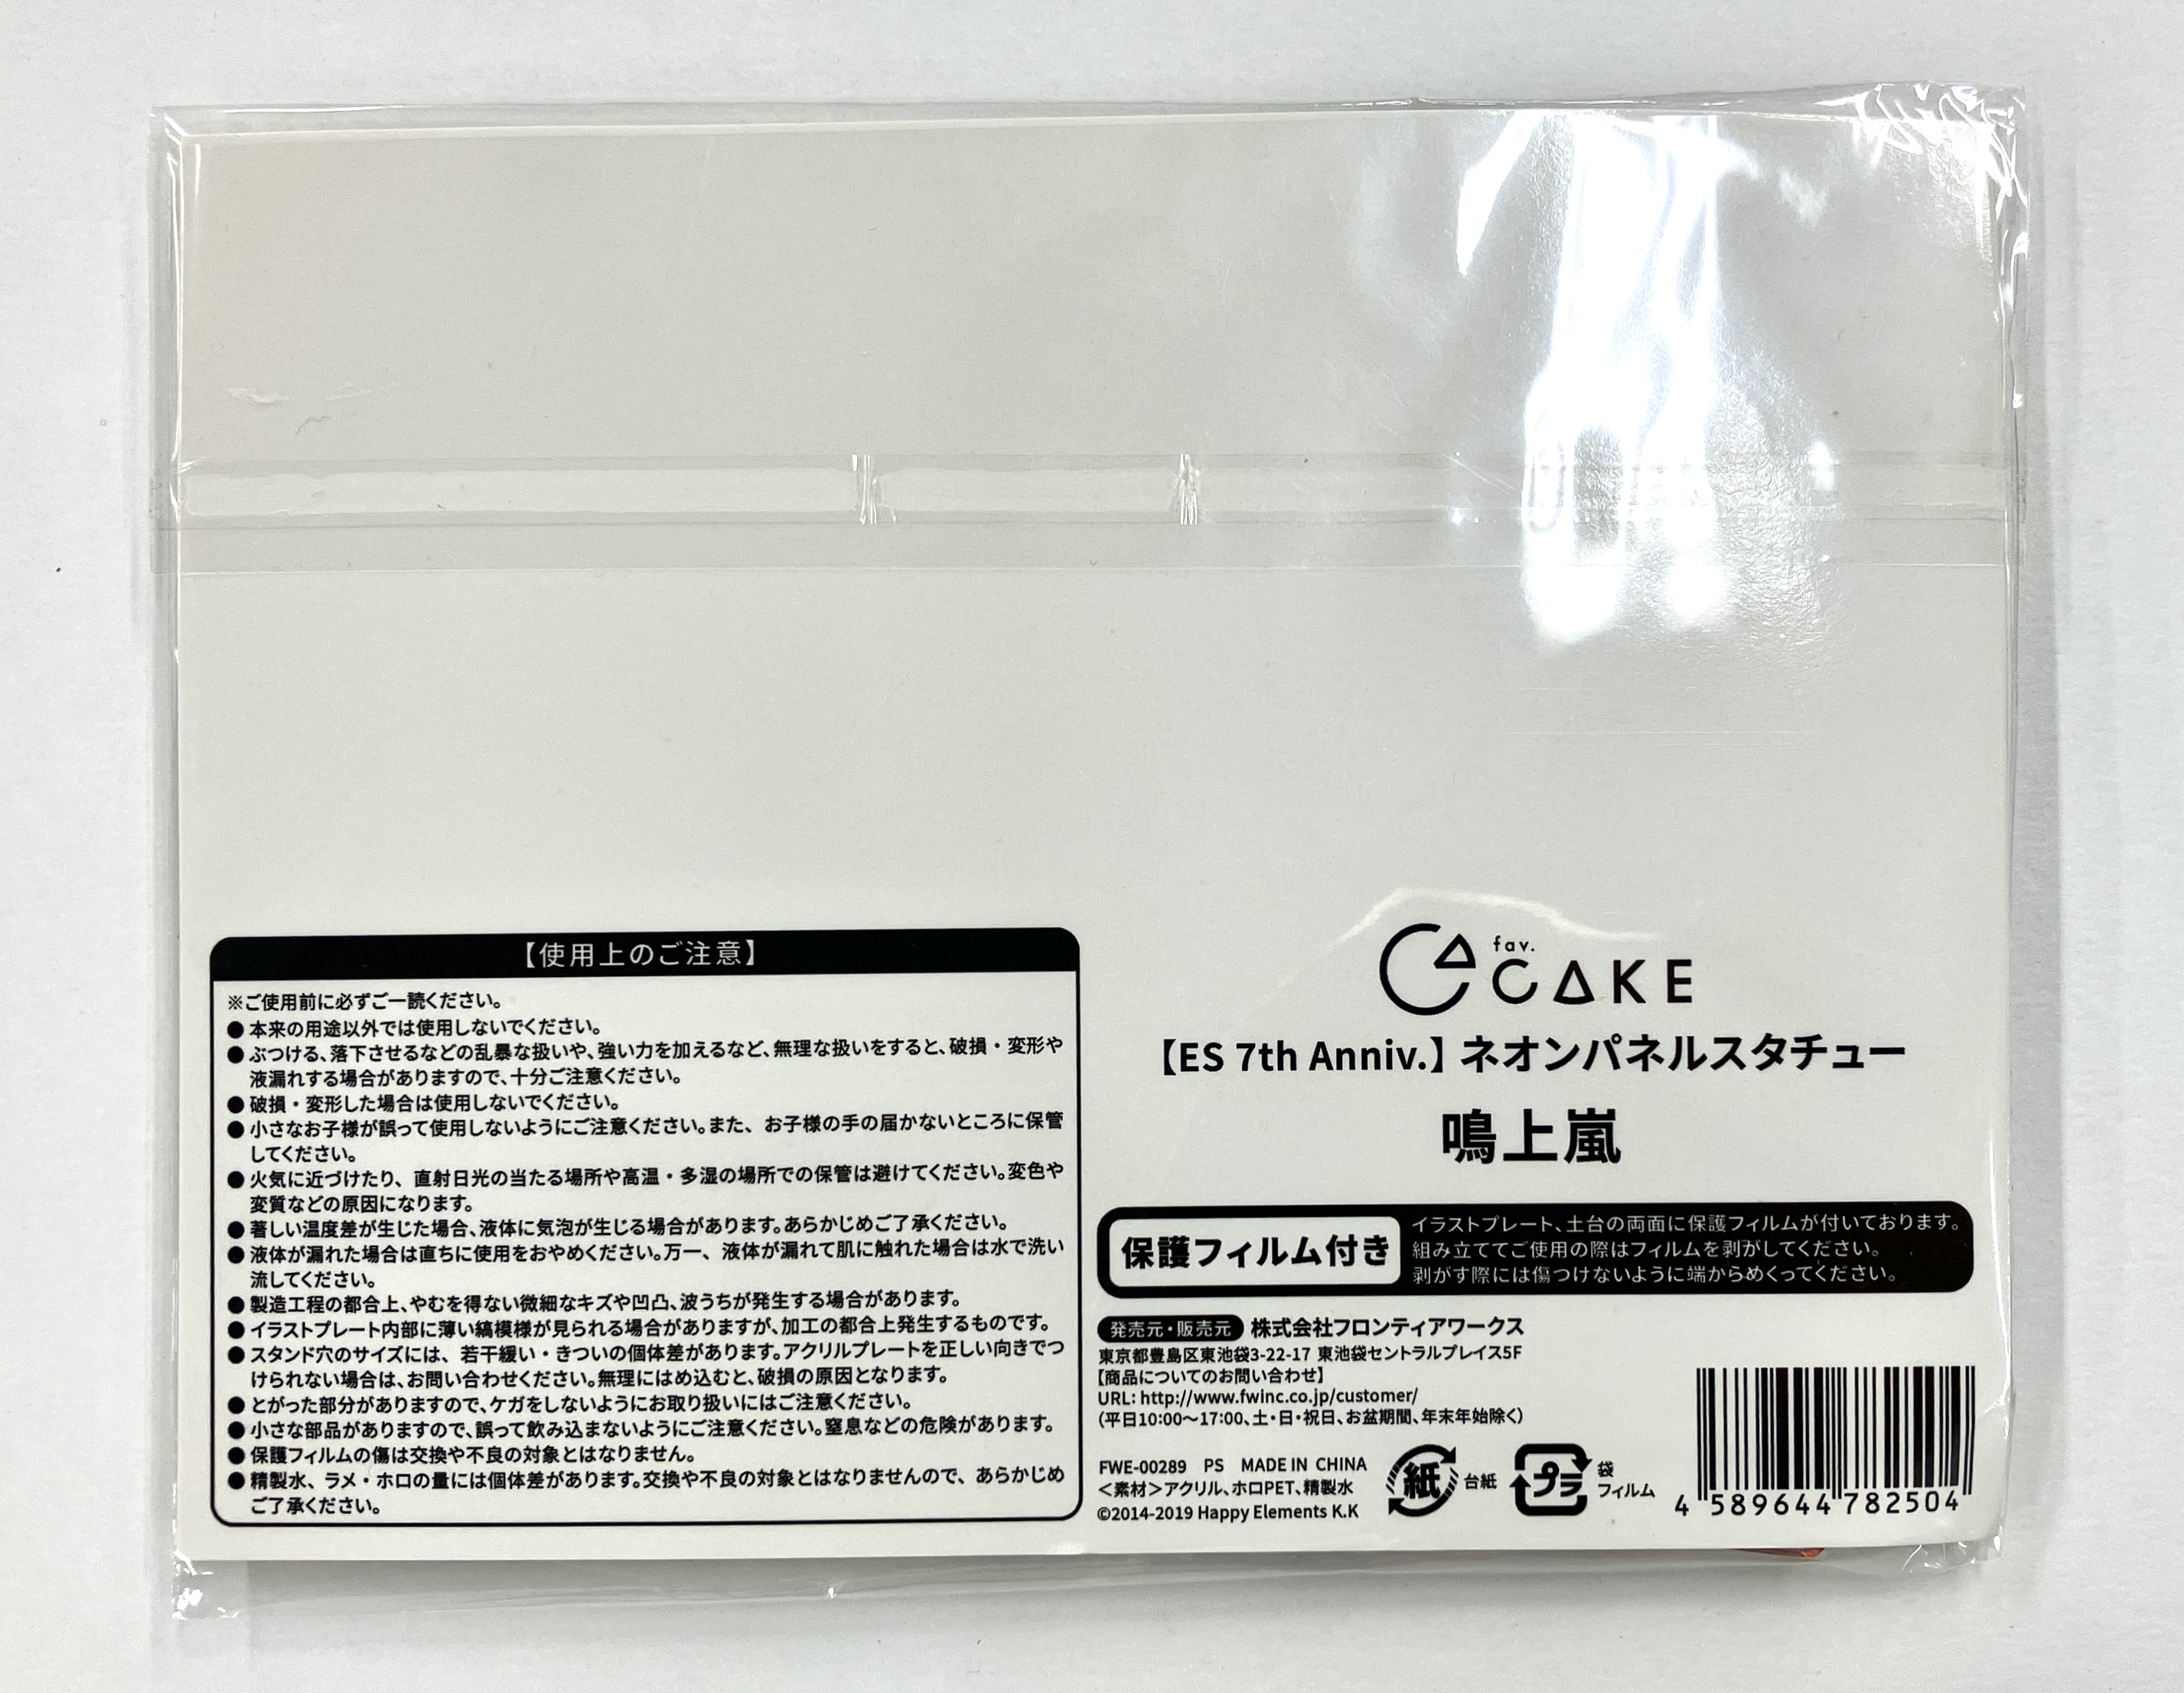 【使用上のご注意】
※ご使用前に必ずご一読ください。
●本来の用途以外では使用しないでください。
●ぶつける、落下させるなどの乱暴な扱いや、強い力を加えるなど、無理な扱いをすると、破損・変形や
液漏れする場合がありますので、十分ご注意ください。
●破損・変形した場合は使用しないでください。
●小さなお子様が誤って使用しないようにご注意ください。また、お子様の手の届かないところに保管
してください。
●火気に近づけたり、直射日光の当たる場所や高温・多湿の場所での保管は避けてください。変色や
変質などの原因になります。
●著しい温度差が生じた場合、液体に気泡が生じる場合があります。あらかじめご了承ください。
●液体が漏れた場合は直ちに使用をおやめください。万一、液体が漏れて肌に触れた場合は水で洗い
流してください。
●製造工程の都合上、やむを得ない微細なキズや凹凸、波うちが発生する場合があります。
●イラストプレート内部に薄い縞模様が見られる場合がありますが、加工の都合上発生するものです。
●スタンド穴のサイズには、若干緩い・きついの個体差があります。アクリルプレートを正しい向きでつ
けられない場合は、お問い合わせください。無理にはめ込むと、破損の原因となります。
●とがった部分がありますので、ケガをしないようにお取り扱いにはご注意ください。
●小さな部品がありますので、誤って飲み込まないようにご注意ください。窒息などの危険があります。
●保護フィルムの傷は交換や不良の対象とはなりません。
●精製水、ラメ・ホロの量には個体差があります。交換や不良の対象とはなりませんので、あらかじめ
ご了承ください。
fav.
CAKE
【ES 7th Anniv.】ネオンパネルスタチュー
鳴上嵐
保護フィルム付き
イラストプレート、土台の両面に保護フィルムが付いております。
組み立ててご使用の際はフィルムを剥がしてください。
剥がす際には傷つけないように端からめくってください。
発売元・販売元 株式会社フロンティアワークス
東京都豊島区東池袋3-22-17 東池袋セントラルプレイス5F
【商品についてのお問い合わせ】
URL: http://www.fwinc.co.jp/customer/
（平日10:00〜17:00、土・日・祝日、お盆期間、年末年始除く）
FWE-00289 PS MADE IN CHINA
＜素材＞アクリル、ホロPET、精製水
©2014-2019 Happy Elements K.K
紙 台紙
プラ 袋
フィルム
4 589644 782504